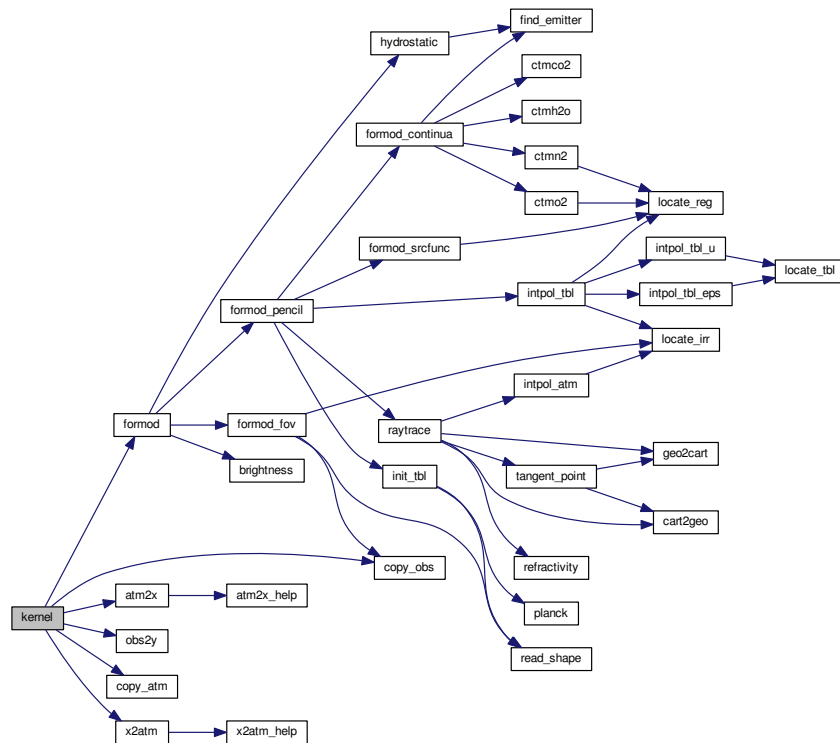 find_emitter
hydrostatic
ctmco2
ctmh2o
formod_continua
ctmn2
ctmo2
locate_reg
formod_srcfunc
intpol_tbl_u
locate_tbl
intpol_tbl
intpol_tbl_eps
formod_pencil
locate_irr
intpol_atm
formod
formod_fov
raytrace
geo2cart
brightness
init_tbl
tangent_point
cart2geo
copy_obs
refractivity
atm2x
atm2x_help
planck
kernel
obs2y
read_shape
copy_atm
x2atm
x2atm_help